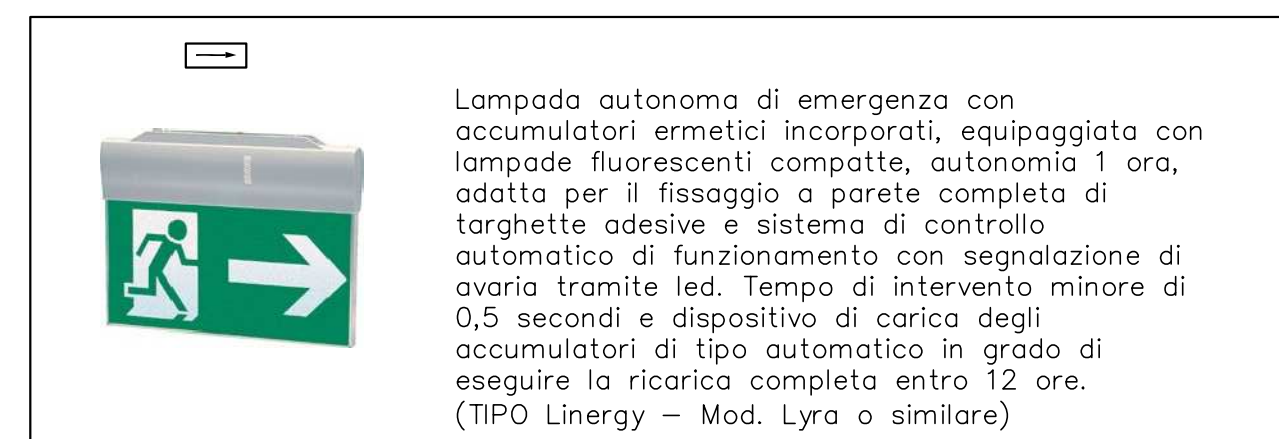 Lampada autonoma di emergenza con
accumulatori ermetici incorporati, equipaggiata con
lampade fluorescenti compatte, autonomia 1 ora,
adatta per il fissaggio a parete completa di
targhette adesive e sistema di controllo
automatico di funzionamento con segnalazione di
avaria tramite led. Tempo di intervento minore di
0,5 secondi e dispositivo di carica degli
accumulatori di tipo automatico in grado di
eseguire la ricarica completa entro 12 ore.
(TIPO Linergy – Mod. Lyra o similare)